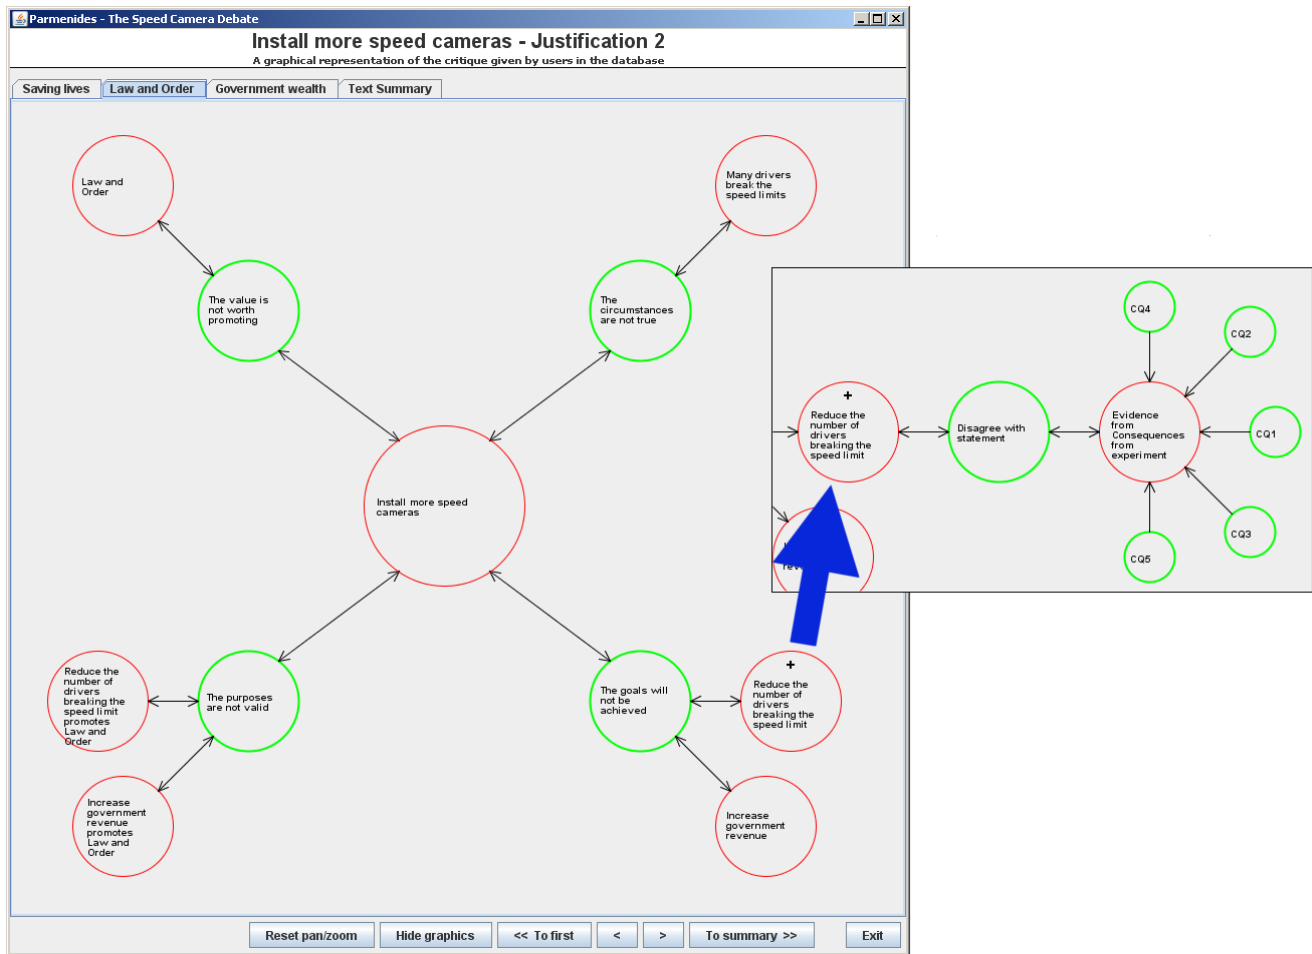 Parmenides - The Speed Camera Debate
Install more speed cameras - Justification 2
A graphical representation of the critique given by users in the database
Saving lives
Law and Order
Government wealth
Text Summary
Law and
Order
Many drivers
break the
speed limits
The value is
not worth
promoting
The
circumstances
are not true
Install more speed
cameras
Reduce the
number of
drivers
breaking the
speed limit
promotes
Law and
Order
The purposes
are not valid
The goals will
not be
achieved
+
Reduce the
number of
drivers
breaking the
speed limit
Increase
government
revenue
promotes
Law and
Order
Increase
government
revenue
+
Reduce the
number of
drivers
breaking the
speed limit
Disagree with
statement
Evidence
from
Consequences
from
experiment
CQ4
CQ2
CQ1
CQ3
CQ5
Reset pan/zoom
Hide graphics
<< To first
<
>
To summary >>
Exit